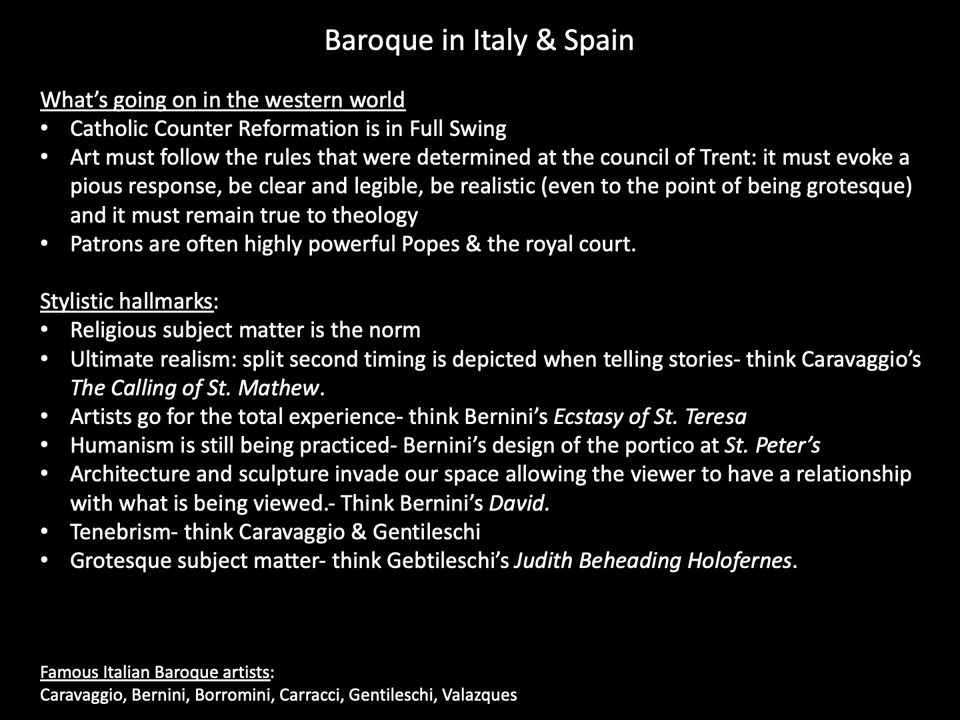 Baroque in Italy & Spain
What's going on in the western world
• Catholic Counter Reformation is in Full Swing
• Art must follow the rules that were determined at the council of Trent: it must evoke a
pious response, be clear and legible, be realistic (even to the point of being grotesque)
and it must remain true to theology
• Patrons are often highly powerful Popes & the royal court.
Stylistic hallmarks:
• Religious subject matter is the norm
• Ultimate realism: split second timing is depicted when telling stories- think Caravaggio's
The Calling of St. Mathew.
• Artists go for the total experience- think Bernini's Ecstasy of St. Teresa
• Humanism is still being practiced- Bernini's design of the portico at St. Peter's
• Architecture and sculpture invade our space allowing the viewer to have a relationship
with what is being viewed.- Think Bernini's David.
• Tenebrism- think Caravaggio & Gentileschi
• Grotesque subject matter- think Gebtileschi's Judith Beheading Holofernes.
Famous Italian Baroque artists:
Caravaggio, Bernini, Borromini, Carracci, Gentileschi, Valazques